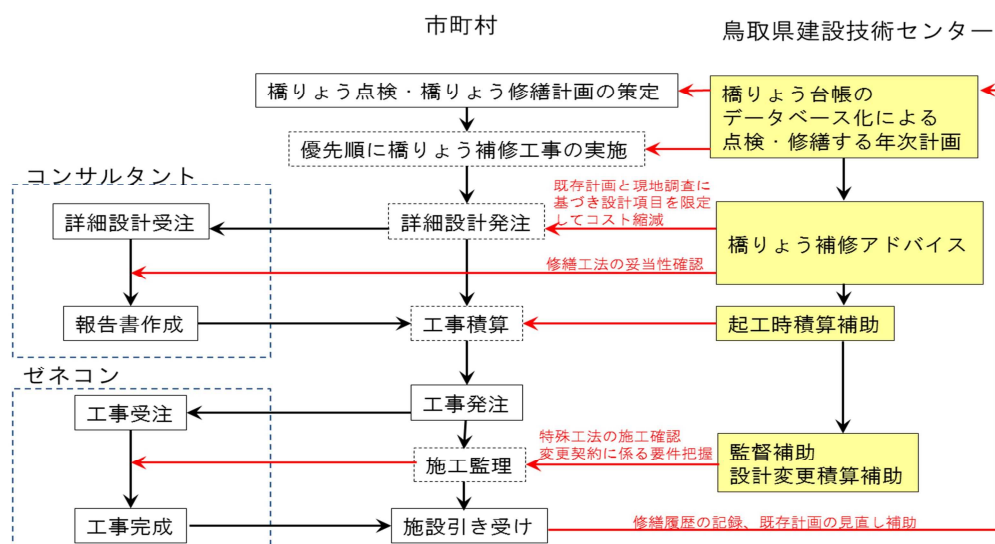 市町村
鳥取県建設技術センター
橋りょう点検・橋りょう修繕計画の策定
橋りょう台帳の
データベース化による
点検・修繕する年次計画
優先順に橋りょう補修工事の実施
コンサルタント
既存計画と現地調査に
基づき設計項目を限定
してコスト縮減
詳細設計受注
詳細設計発注
橋りょう補修アドバイス
修繕工法の妥当性確認
報告書作成
工事積算
起工時積算補助
ゼネコン
工事受注
工事発注
特殊工法の施工確認
変更契約に係る要件把握
施工監理
監督補助
設計変更積算補助
工事完成
施設引き受け
修繕履歴の記録、既存計画の見直し補助